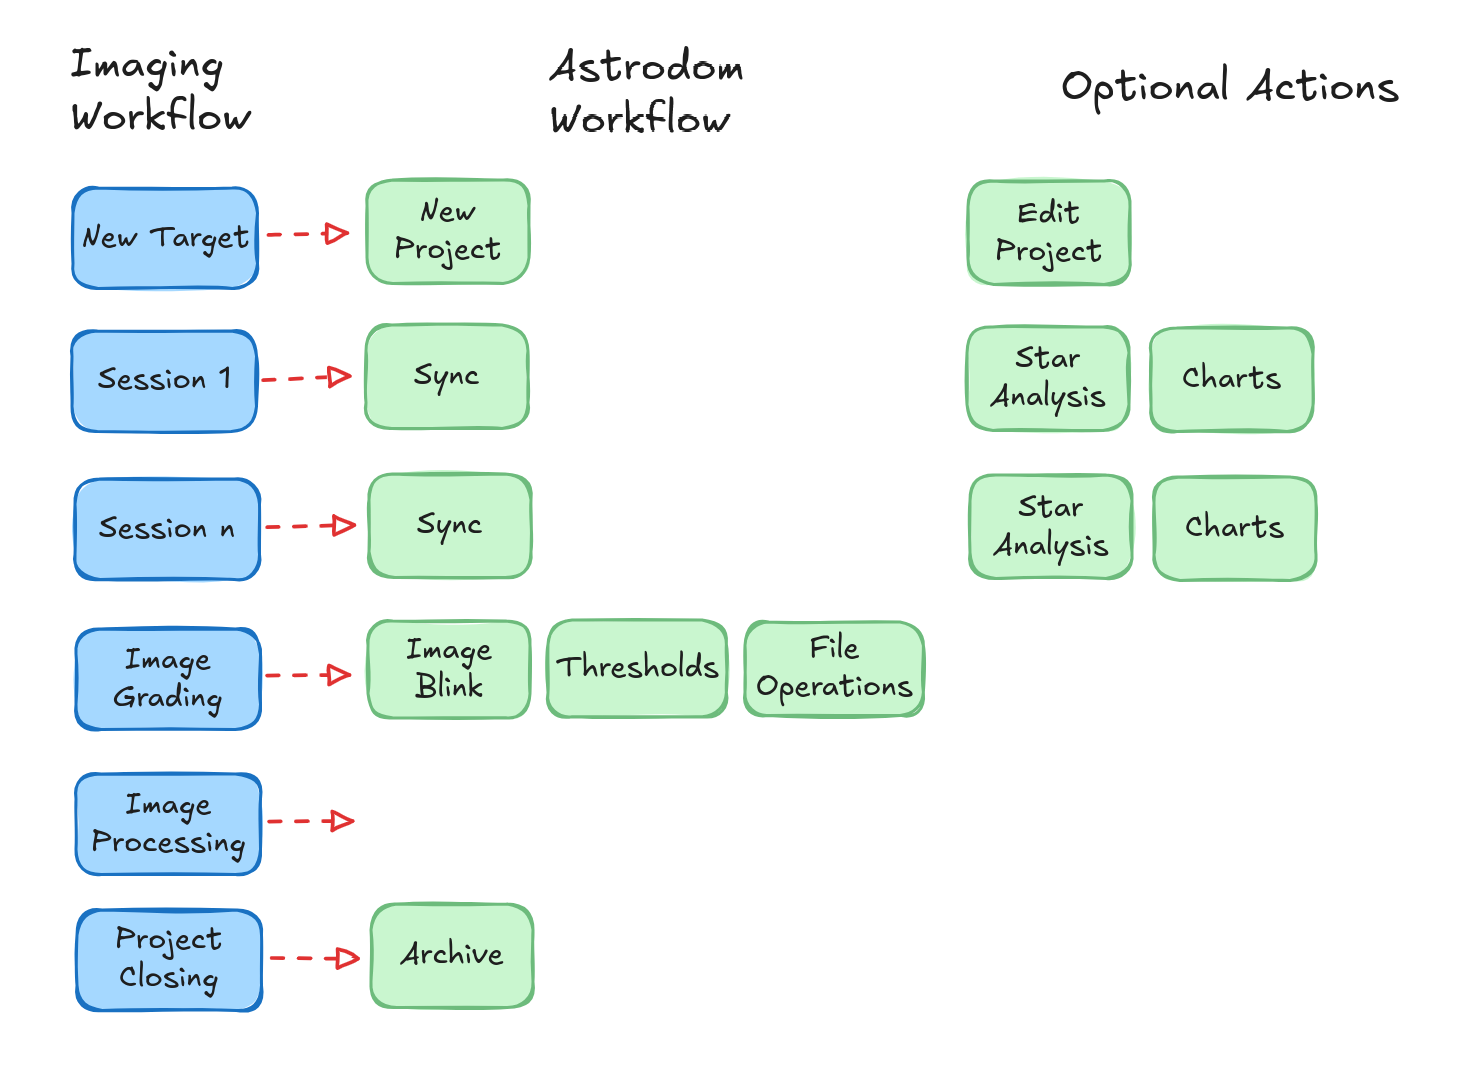 Imaging
Workflow
Astrodom
Workflow
Optional Actions
New Target
New
Project
Edit
Project
Session 1
Sync
Star
Analysis
Charts
Session n
Sync
Star
Analysis
Charts
Image
Grading
Image
Blink
Thresholds
File
Operations
Image
Processing
Project
Closing
Archive